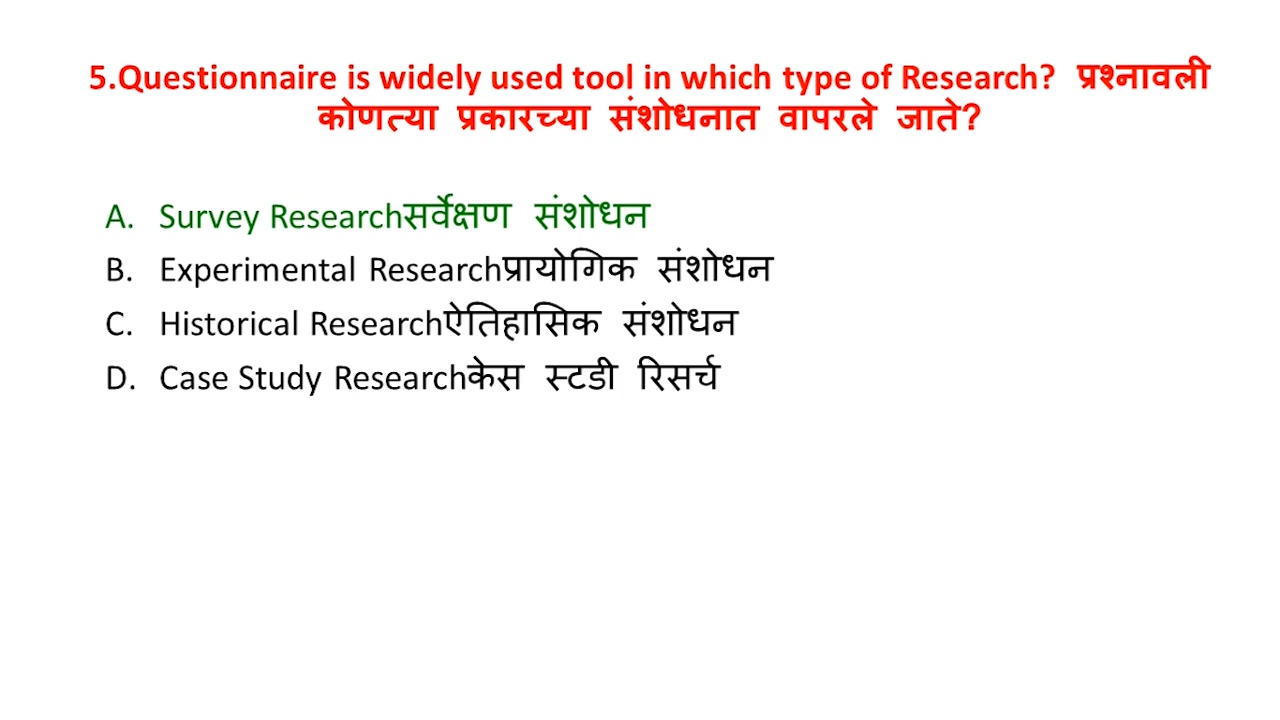 5.Questionnaire is widely used tool in which type of Research? प्रश्नावली
कोणत्या प्रकारच्या संशोधनात वापरले जाते?
A. Survey Researchसर्वेक्षण संशोधन
B. Experimental Researchप्रायोगिक संशोधन
C. Historical Researchऐतिहासिक संशोधन
D. Case Study Researchकेस स्टडी रिसर्च